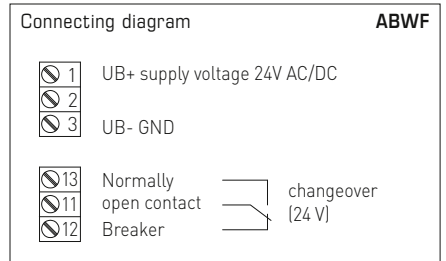 Connecting diagram ABWF
1 UB+ supply voltage 24V AC/DC
2
3 UB- GND
13 Normally
11 open contact
12 Breaker
changeover
(24 V)